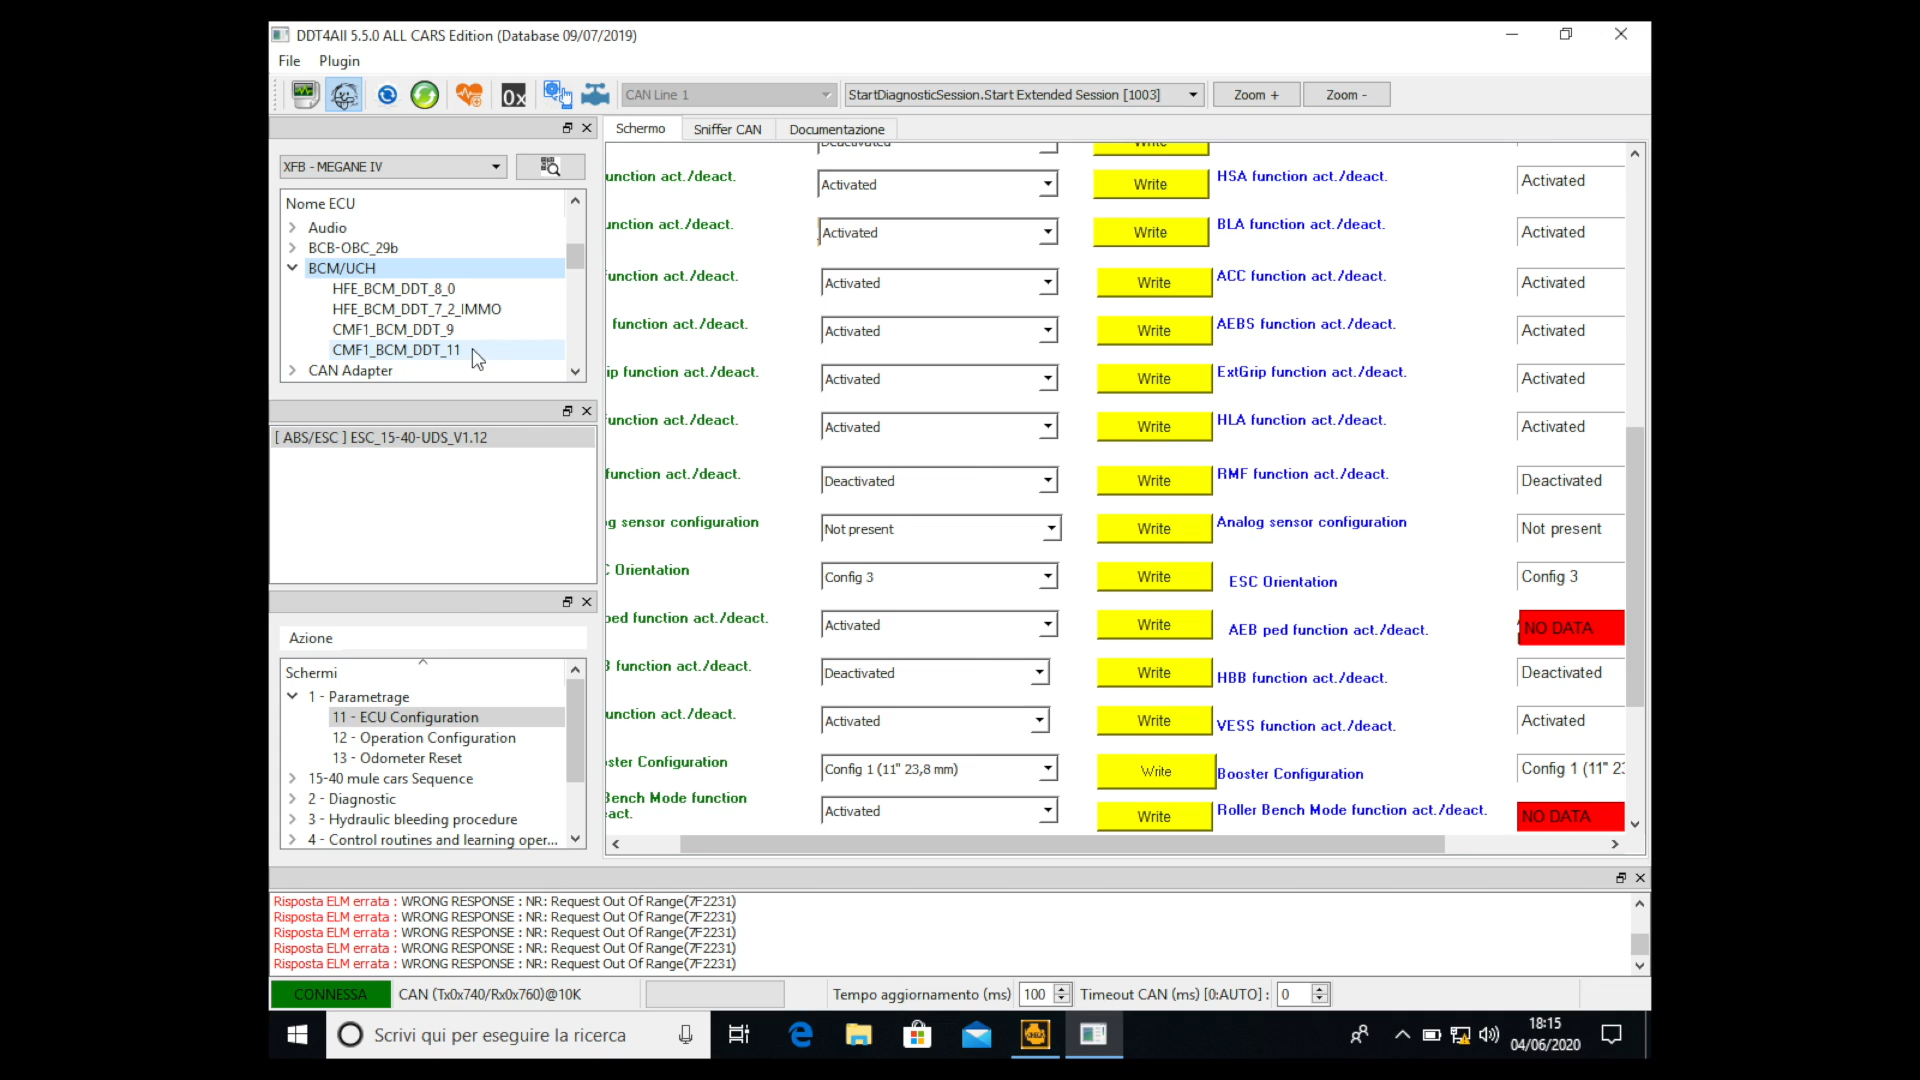 DDT4All 5.5.0 ALL CARS Edition (Database 09/07/2019)
File Plugin
0x
CAN Line 1
StartDiagnosticSession.Start Extended Session [1003]
Zoom +
Zoom -
Schermo
Sniffer CAN
Documentazione
XFB - MEGANE IV
Nome ECU
Audio
BCB-OBC_29b
BCM/UCH
HFE_BCM_DDT_8_0
HFE_BCM_DDT_7_2_IMMO
CMF1_BCM_DDT_9
CMF1_BCM_DDT_11
CAN Adapter
[ ABS/ESC ] ESC_15-40-UDS_V1.12
Azione
Schermi
1 - Parametrage
11 - ECU Configuration
12 - Operation Configuration
13 - Odometer Reset
15-40 mule cars Sequence
2 - Diagnostic
3 - Hydraulic bleeding procedure
4 - Control routines and learning oper...
unction act./deact. Activated Write HSA function act./deact. Activated
unction act./deact. Activated Write BLA function act./deact. Activated
function act./deact. Activated Write ACC function act./deact. Activated
function act./deact. Activated Write AEBS function act./deact. Activated
ip function act./deact. Activated Write ExtGrip function act./deact. Activated
unction act./deact. Activated Write HLA function act./deact. Activated
function act./deact. Deactivated Write RMF function act./deact. Deactivated
g sensor configuration Not present Write Analog sensor configuration Not present
C Orientation Config 3 Write ESC Orientation Config 3
ped function act./deact. Activated Write AEB ped function act./deact. NO DATA
B function act./deact. Deactivated Write HBB function act./deact. Deactivated
unction act./deact. Activated Write VESS function act./deact. Activated
ster Configuration Config 1 (11" 23,8 mm) Write Booster Configuration Config 1 (11" 23
Bench Mode function
act. Activated Write Roller Bench Mode function act./deact. NO DATA
Risposta ELM errata : WRONG RESPONSE : NR: Request Out Of Range(7F2231)
Risposta ELM errata : WRONG RESPONSE : NR: Request Out Of Range(7F2231)
Risposta ELM errata : WRONG RESPONSE : NR: Request Out Of Range(7F2231)
Risposta ELM errata : WRONG RESPONSE : NR: Request Out Of Range(7F2231)
Risposta ELM errata : WRONG RESPONSE : NR: Request Out Of Range(7F2231)
CONNESSA CAN (Tx0x740/Rx0x760)@10K Tempo aggiornamento (ms) 100 Timeout CAN (ms) [0:AUTO] : 0
Scrivi qui per eseguire la ricerca
18:15
04/06/2020